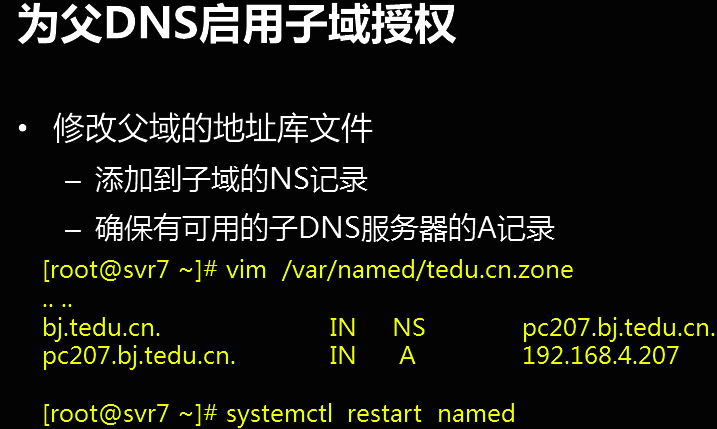 为父DNS启用子域授权
• 修改父域的地址库文件
– 添加到子域的NS记录
– 确保有可用的子DNS服务器的A记录
[root@svr7 ~]# vim /var/named/tedu.cn.zone
.. ..
bj.tedu.cn. IN NS pc207.bj.tedu.cn.
pc207.bj.tedu.cn. IN A 192.168.4.207
[root@svr7 ~]# systemctl restart named